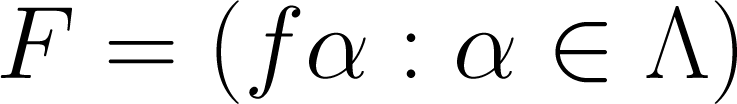 F = (fα : α ∈ Λ)